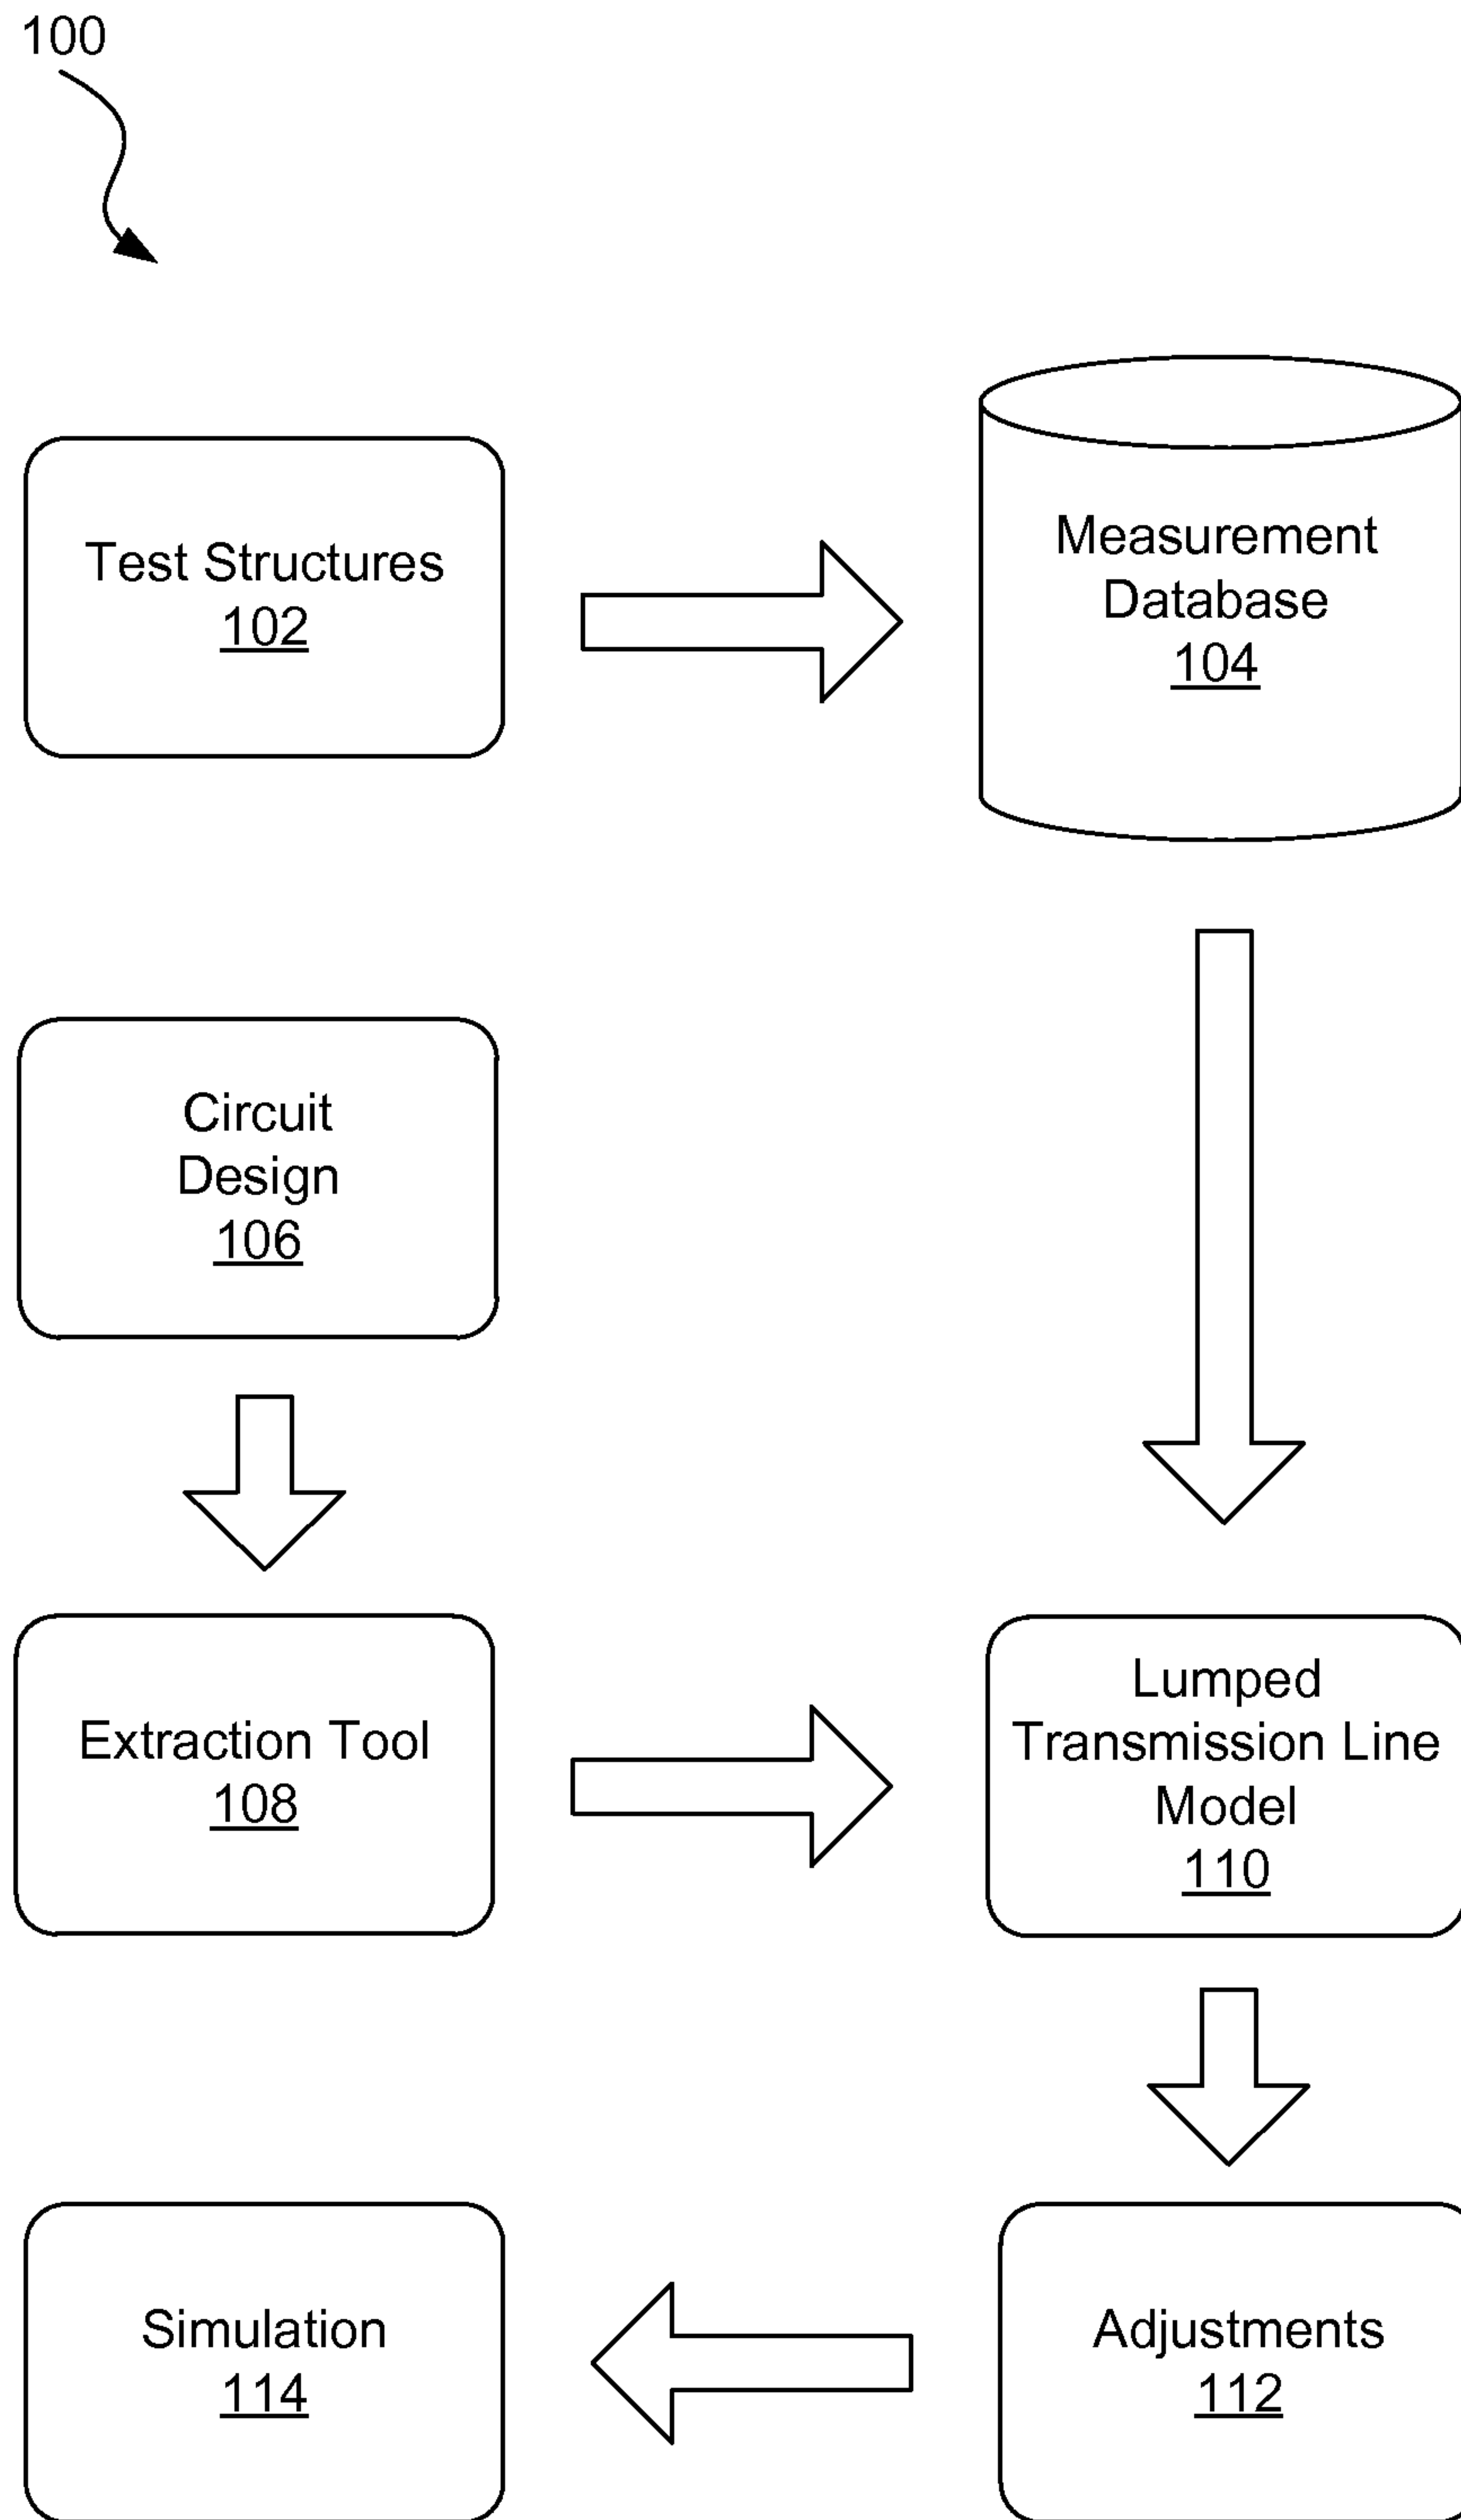 100
Test Structures
102
Measurement
Database
104
Circuit
Design
106
Extraction Tool
108
Lumped
Transmission Line
Model
110
Simulation
114
Adjustments
112